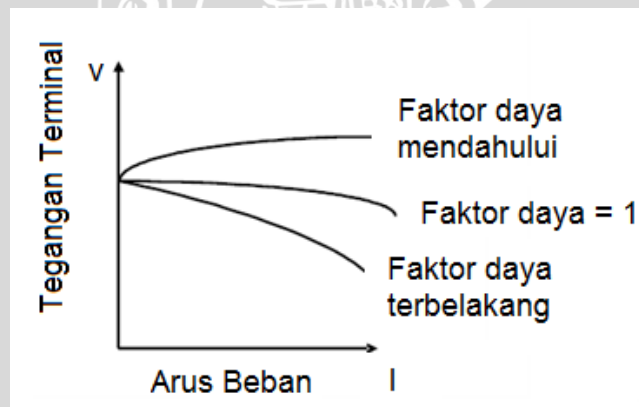 V
Tegangan Terminal
Faktor daya
mendahului
Faktor daya = 1
Faktor daya
terbelakang
Arus Beban
I